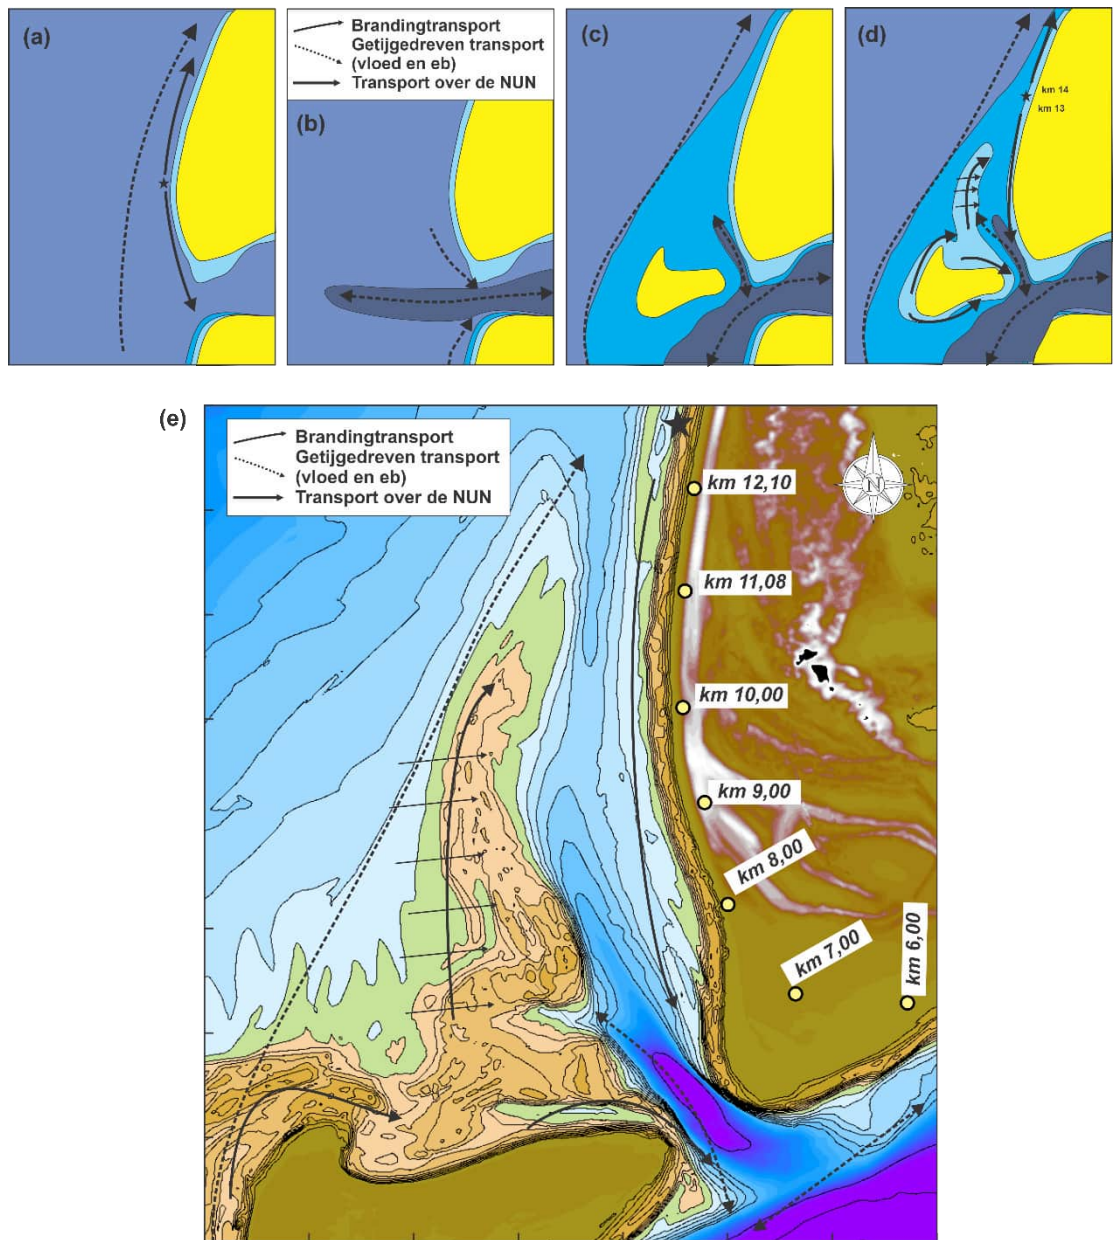 (a)
Brandingtransport
Getijgedreven transport
(vloed en eb)
Transport over de NUN
(b)
(c)
(d)
km 14
km 13
(e)
Brandingtransport
Getijgedreven transport
(vloed en eb)
Transport over de NUN
N
km 12,10
km 11,08
km 10,00
km 9,00
km 8,00
km 7,00
km 6,00